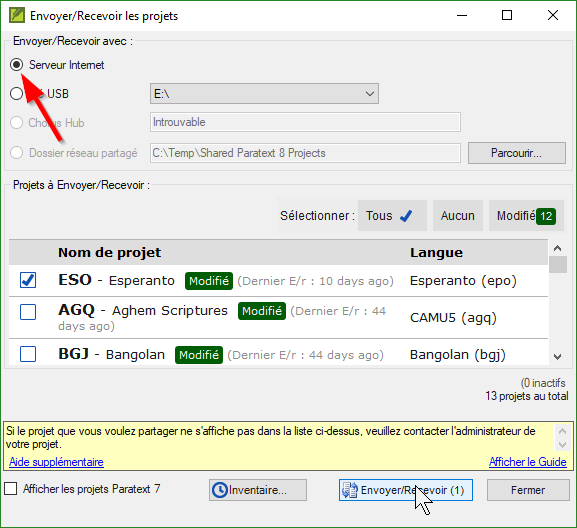 Envoyer/Recevoir les projets
Envoyer/Recevoir avec :
Serveur Internet
USB
E:\
Chorus Hub
Introuvable
Dossier réseau partagé
C:\Temp\Shared Paratext 8 Projects
Parcourir...
Projets à Envoyer/Recevoir :
Sélectionner : Tous Aucun Modifié 12
Nom de projet Langue
ESO - Esperanto Modifié (Dernier E/r : 10 days ago) Esperanto (epo)
AGQ - Aghem Scriptures Modifié (Dernier E/r : 44
days ago)
CAMU5 (agq)
BGJ - Bangolan Modifié (Dernier E/r : 44 days ago) Bangolan (bgj)
(0 inactifs
13 projets au total
Si le projet que vous voulez partager ne s'affiche pas dans la liste ci-dessus, veuillez contacter l'administrateur de
votre projet.
Aide supplémentaire Afficher le Guide
Afficher les projets Paratext 7
Inventaire...
Envoyer/Recevoir (1)
Fermer